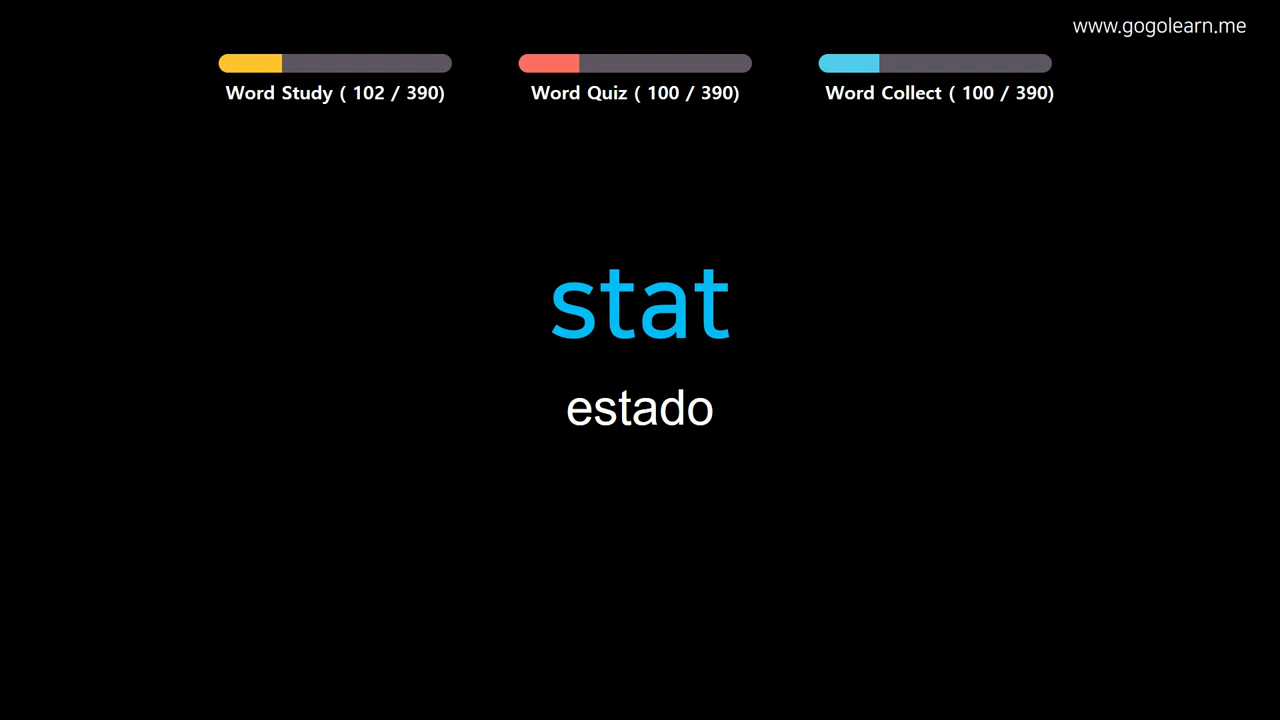 www.gogolearn.me
Word Study ( 102 / 390)
Word Quiz ( 100 / 390)
Word Collect ( 100 / 390)
stat
estado